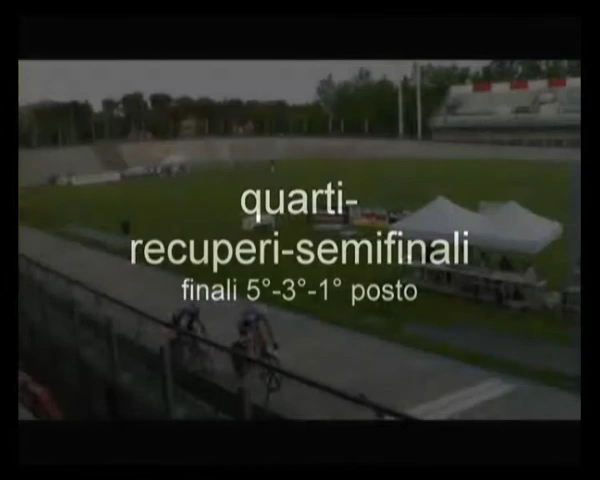 quarti-
recuperi-semifinali
finali 5°-3°-1° posto